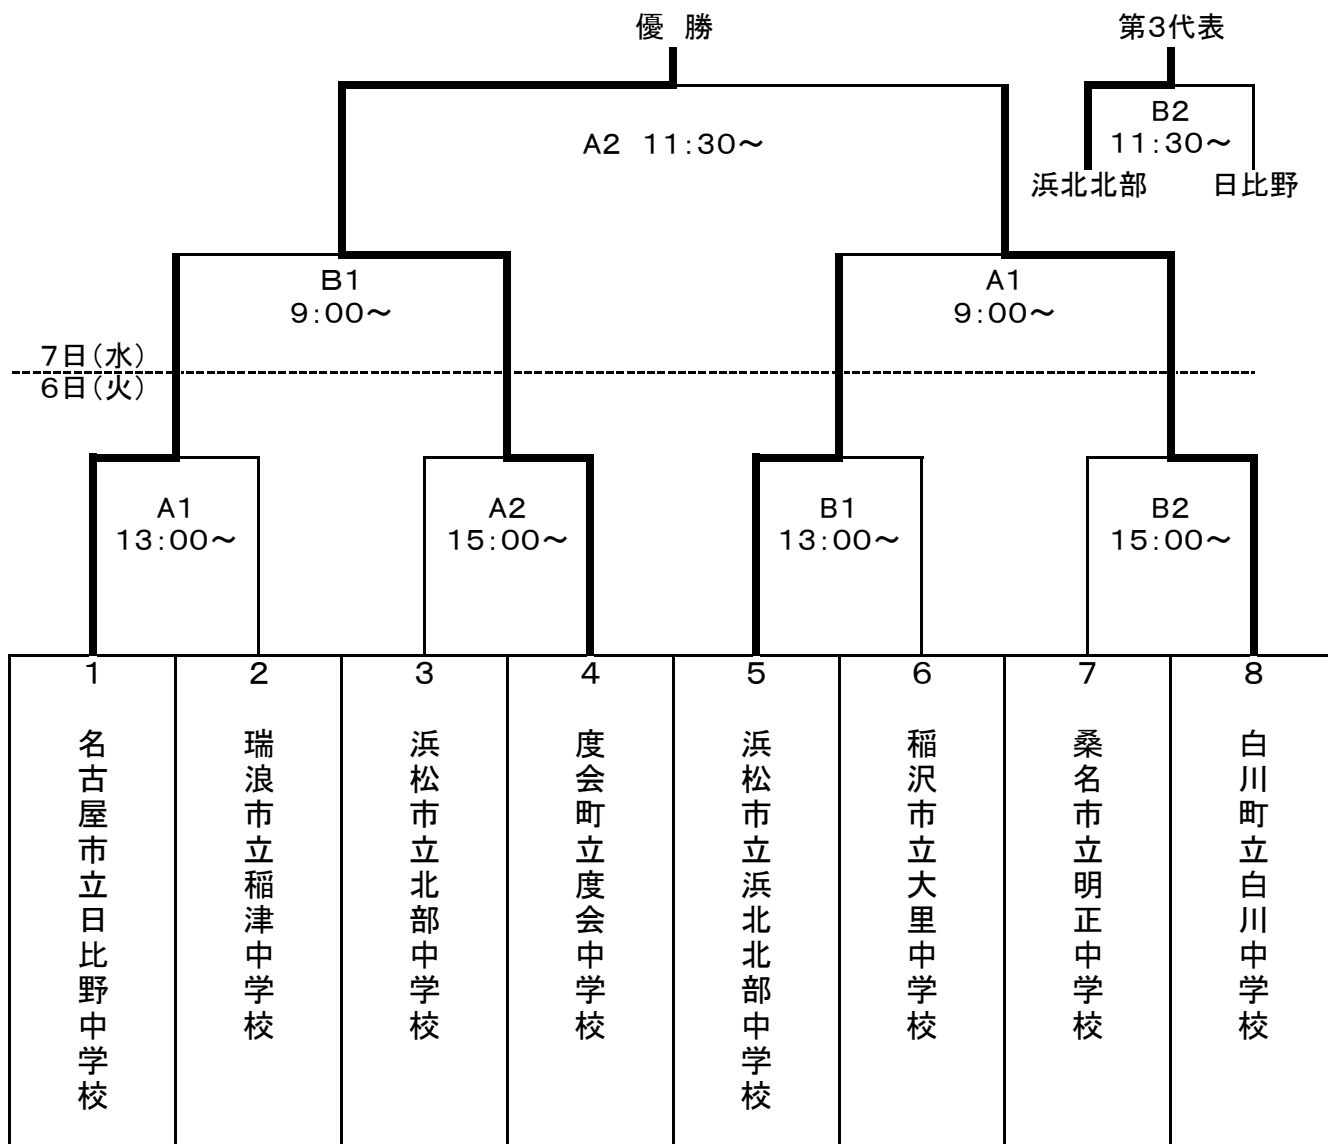 優 勝
第3代表
A2 11:30～
B2
11:30～
浜北北部
日比野
B1
9:00～
A1
9:00～
7日(水)
6日(火)
A1
13:00～
A2
15:00～
B1
13:00～
B2
15:00～
1
2
3
4
5
6
7
8
名古屋市立日比野中学校
瑞浪市立稲津中学校
浜松市立北部中学校
度会町立度会中学校
浜松市立浜北北部中学校
稲沢市立大里中学校
桑名市立明正中学校
白川町立白川中学校